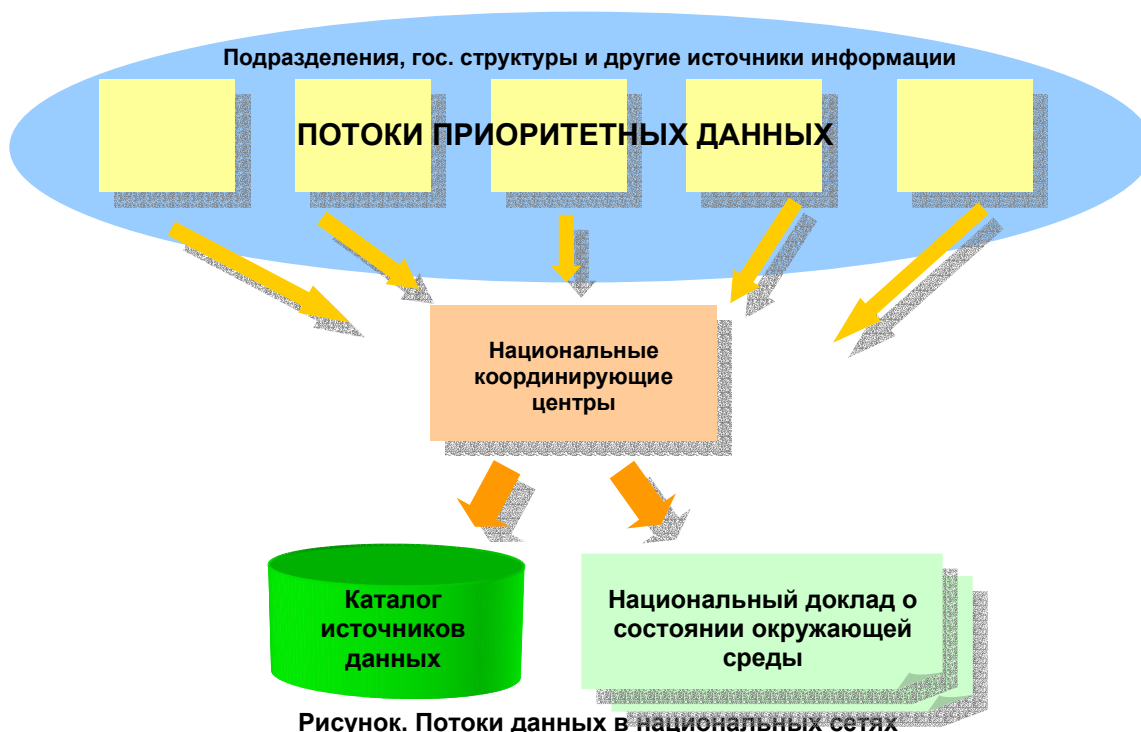 Подразделения, гос. структуры и другие источники информации
ПОТОКИ ПРИОРИТЕТНЫХ ДАННЫХ
Национальные
координирующие
центры
Каталог
источников
данных
Национальный доклад о
состоянии окружающей
среды
Рисунок. Потоки данных в национальных сетях